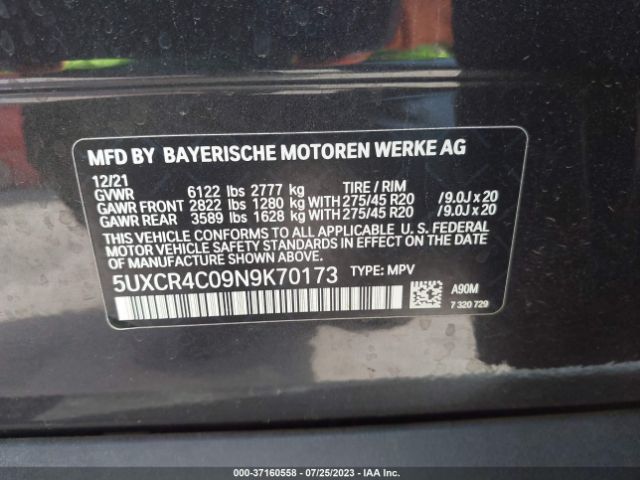 MFD BY BAYERISCHE MOTOREN WERKE AG
12/21
GVWR 6122 lbs 2777 kg TIRE / RIM
GAWR FRONT 2822 lbs 1280 kg WITH 275/45 R20 / 9.0J x 20
GAWR REAR 3589 lbs 1628 kg WITH 275/45 R20 / 9.0J x 20
THIS VEHICLE CONFORMS TO ALL APPLICABLE U.S. FEDERAL
MOTOR VEHICLE SAFETY STANDARDS IN EFFECT ON THE DATE
OF MANUFACTURE SHOWN ABOVE.
5UXCR4C09N9K70173 TYPE: MPV
A90M
7 320 729
000-37160558 - 07/25/2023 - IAA Corp